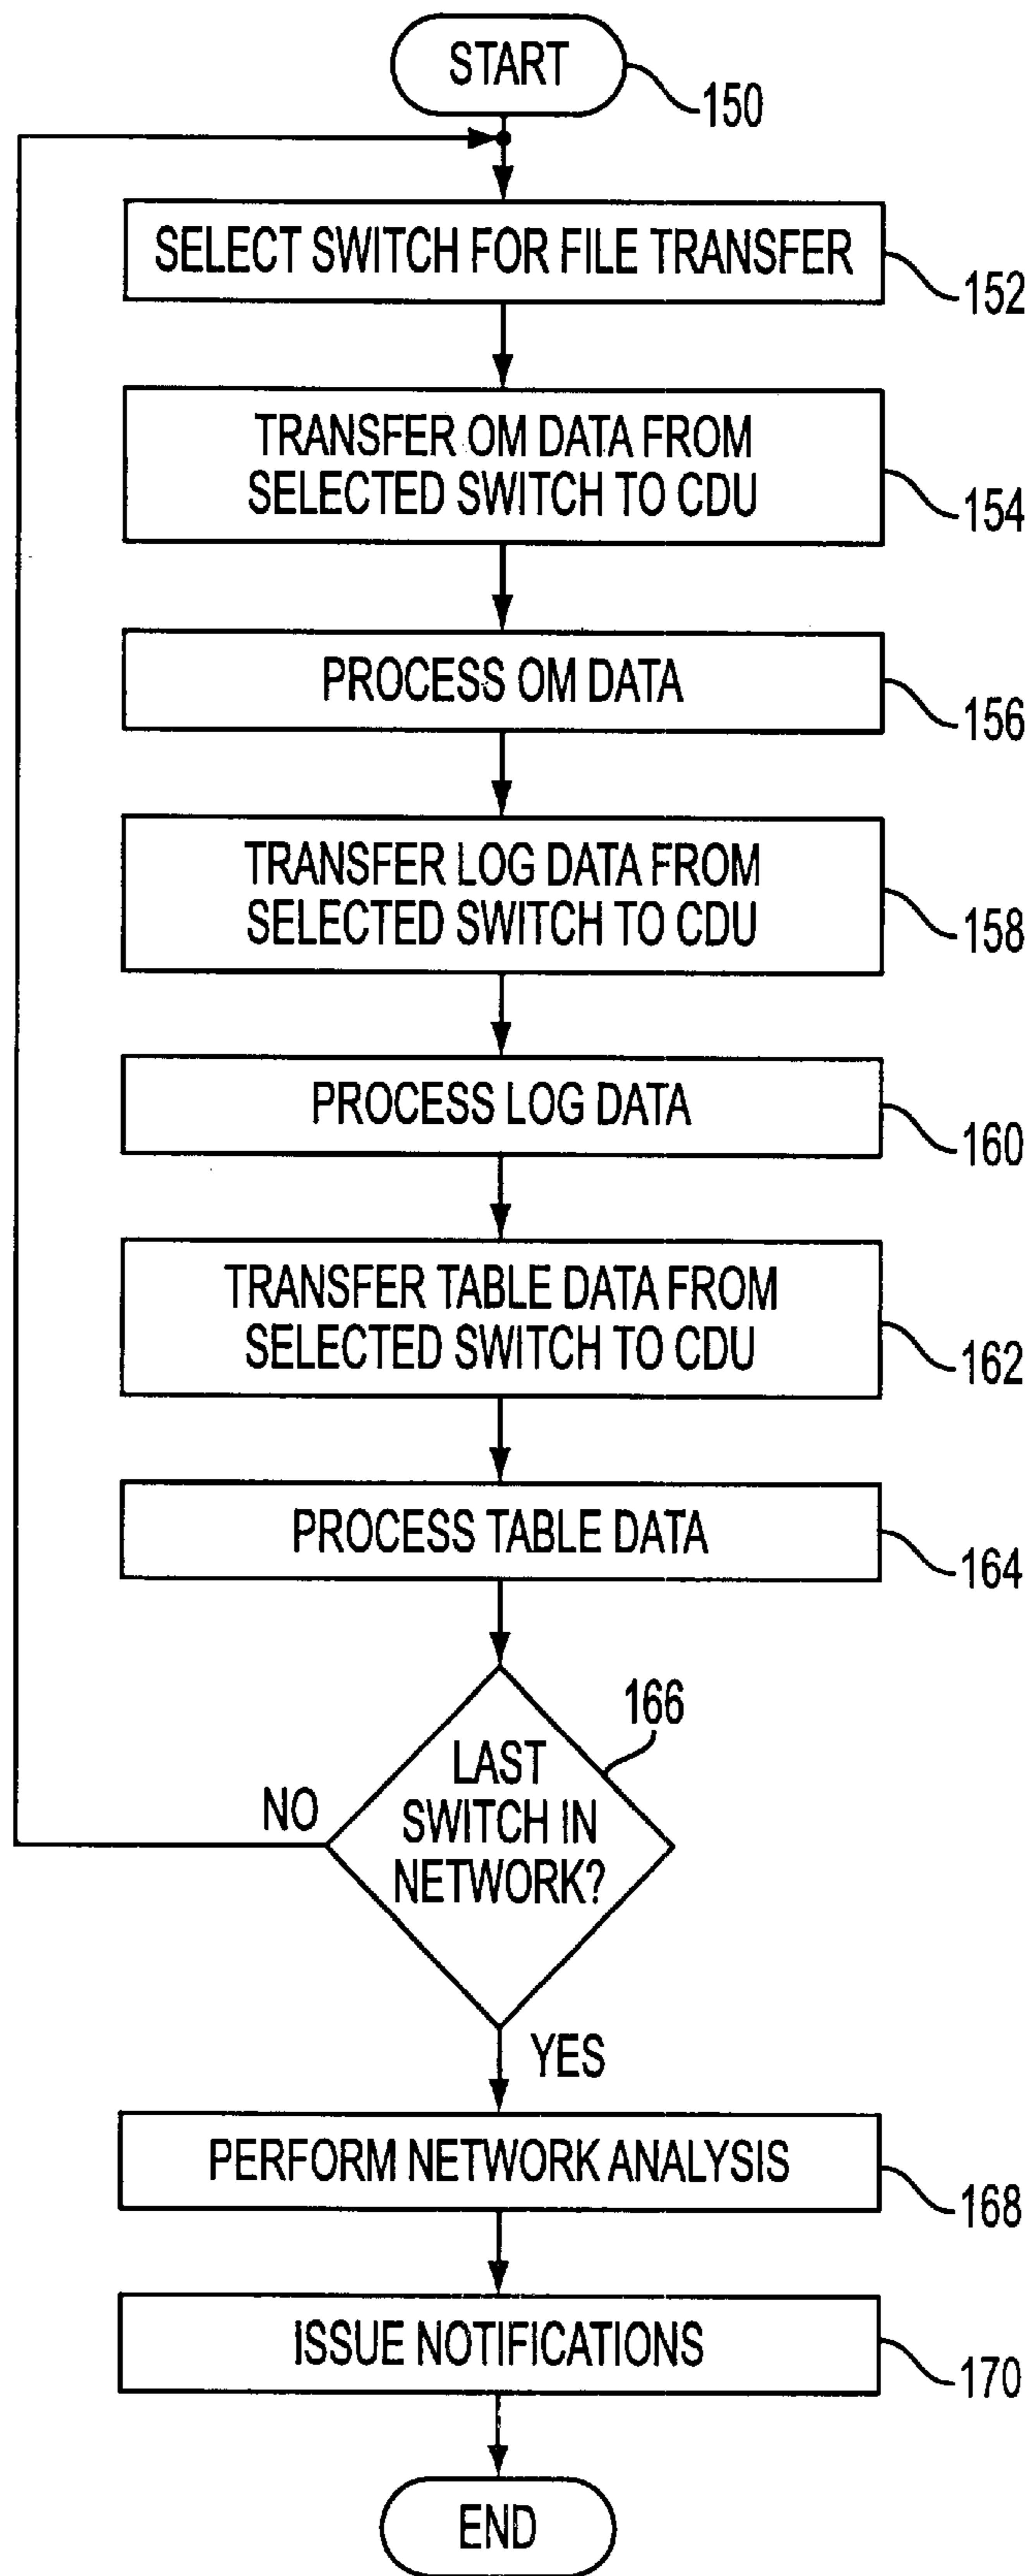 START
150
SELECT SWITCH FOR FILE TRANSFER
152
TRANSFER OM DATA FROM
SELECTED SWITCH TO CDU
154
PROCESS OM DATA
156
TRANSFER LOG DATA FROM
SELECTED SWITCH TO CDU
158
PROCESS LOG DATA
160
TRANSFER TABLE DATA FROM
SELECTED SWITCH TO CDU
162
PROCESS TABLE DATA
164
166
LAST
SWITCH IN
NETWORK?
NO
YES
PERFORM NETWORK ANALYSIS
168
ISSUE NOTIFICATIONS
170
END